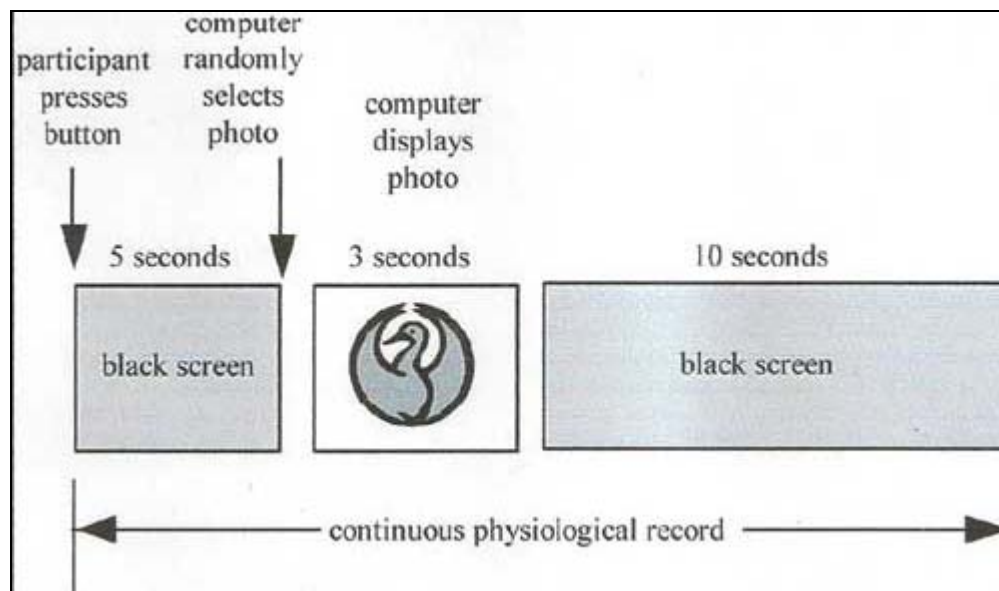 participant
presses
button
computer
randomly
selects
photo
computer
displays
photo
5 seconds
3 seconds
10 seconds
black screen
black screen
continuous physiological record